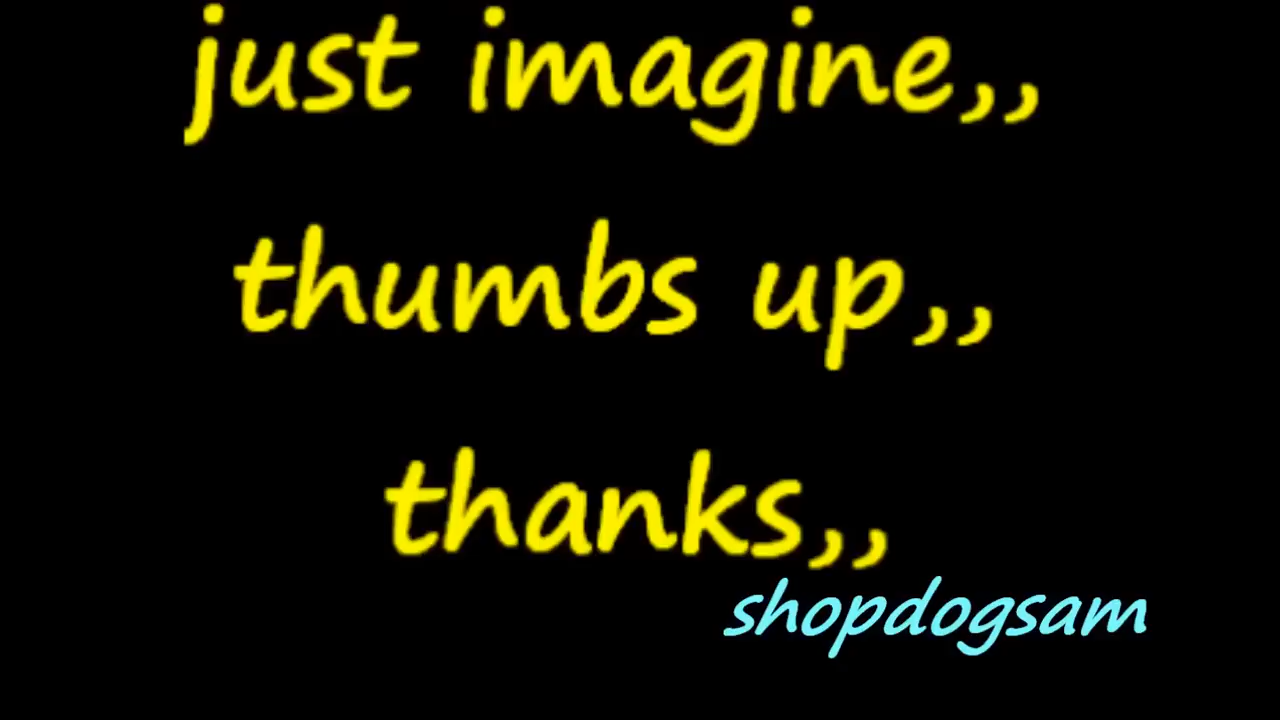 just imagine,,
thumbs up,,
thanks,,
shopdogsam